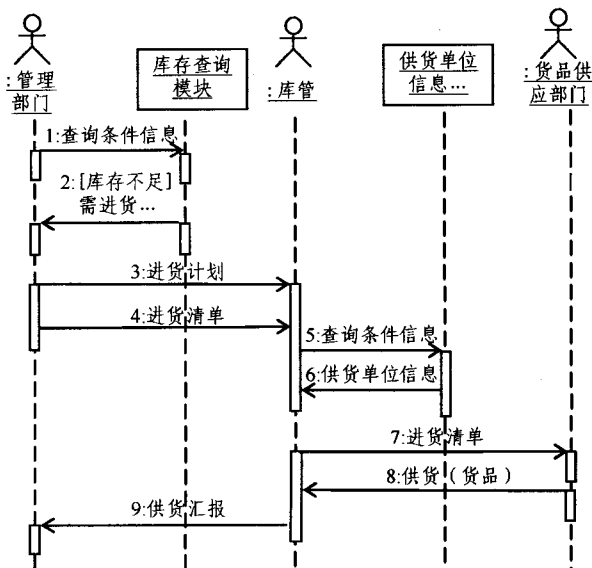 :管理
部门
库存查询
模块
:库管
供货单位
信息...
:货品供
应部门
1:查询条件信息
2:[库存不足]
需进货...
3:进货计划
4:进货清单
5:查询条件信息
6:供货单位信息
7:进货清单
8:供货（货品）
9:供货汇报